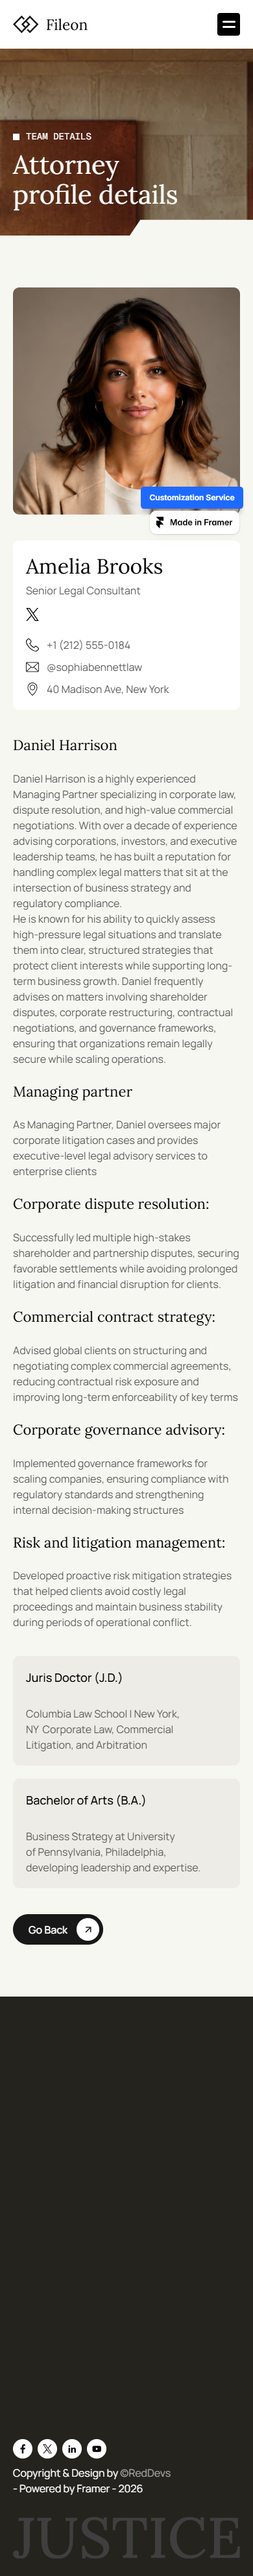 Fileon
TEAM DETAILS
Attorney
profile details
Customization Service
Made in Framer
Amelia Brooks
Senior Legal Consultant
+1 (212) 555-0184
@sophiabennettlaw
40 Madison Ave, New York
Daniel Harrison
Daniel Harrison is a highly experienced
Managing Partner specializing in corporate law,
dispute resolution, and high-value commercial
negotiations. With over a decade of experience
advising corporations, investors, and executive
leadership teams, he has built a reputation for
handling complex legal matters that sit at the
intersection of business strategy and
regulatory compliance.
He is known for his ability to quickly assess
high-pressure legal situations and translate
them into clear, structured strategies that
protect client interests while supporting long-
term business growth. Daniel frequently
advises on matters involving shareholder
disputes, corporate restructuring, contractual
negotiations, and governance frameworks,
ensuring that organizations remain legally
secure while scaling operations.
Managing partner
As Managing Partner, Daniel oversees major
corporate litigation cases and provides
executive-level legal advisory services to
enterprise clients
Corporate dispute resolution:
Successfully led multiple high-stakes
shareholder and partnership disputes, securing
favorable settlements while avoiding prolonged
litigation and financial disruption for clients.
Commercial contract strategy:
Advised global clients on structuring and
negotiating complex commercial agreements,
reducing contractual risk exposure and
improving long-term enforceability of key terms
Corporate governance advisory:
Implemented governance frameworks for
scaling companies, ensuring compliance with
regulatory standards and strengthening
internal decision-making structures
Risk and litigation management:
Developed proactive risk mitigation strategies
that helped clients avoid costly legal
proceedings and maintain business stability
during periods of operational conflict.
Juris Doctor (J.D.)
Columbia Law School | New York,
NY Corporate Law, Commercial
Litigation, and Arbitration
Bachelor of Arts (B.A.)
Business Strategy at University
of Pennsylvania, Philadelphia,
developing leadership and expertise.
Go Back
Copyright & Design by ©RedDevs
- Powered by Framer - 2026
JUSTICE